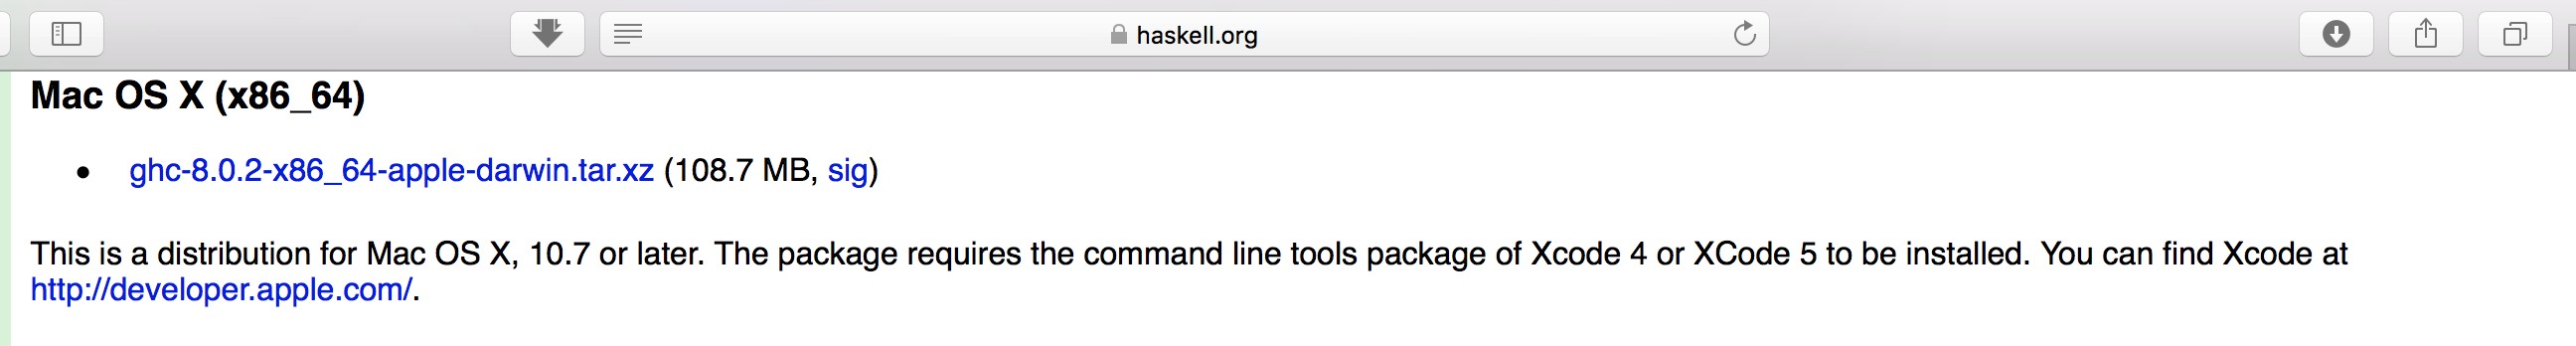 haskell.org
Mac OS X (x86_64)
• ghc-8.0.2-x86_64-apple-darwin.tar.xz (108.7 MB, sig)
This is a distribution for Mac OS X, 10.7 or later. The package requires the command line tools package of Xcode 4 or XCode 5 to be installed. You can find Xcode at
http://developer.apple.com/.